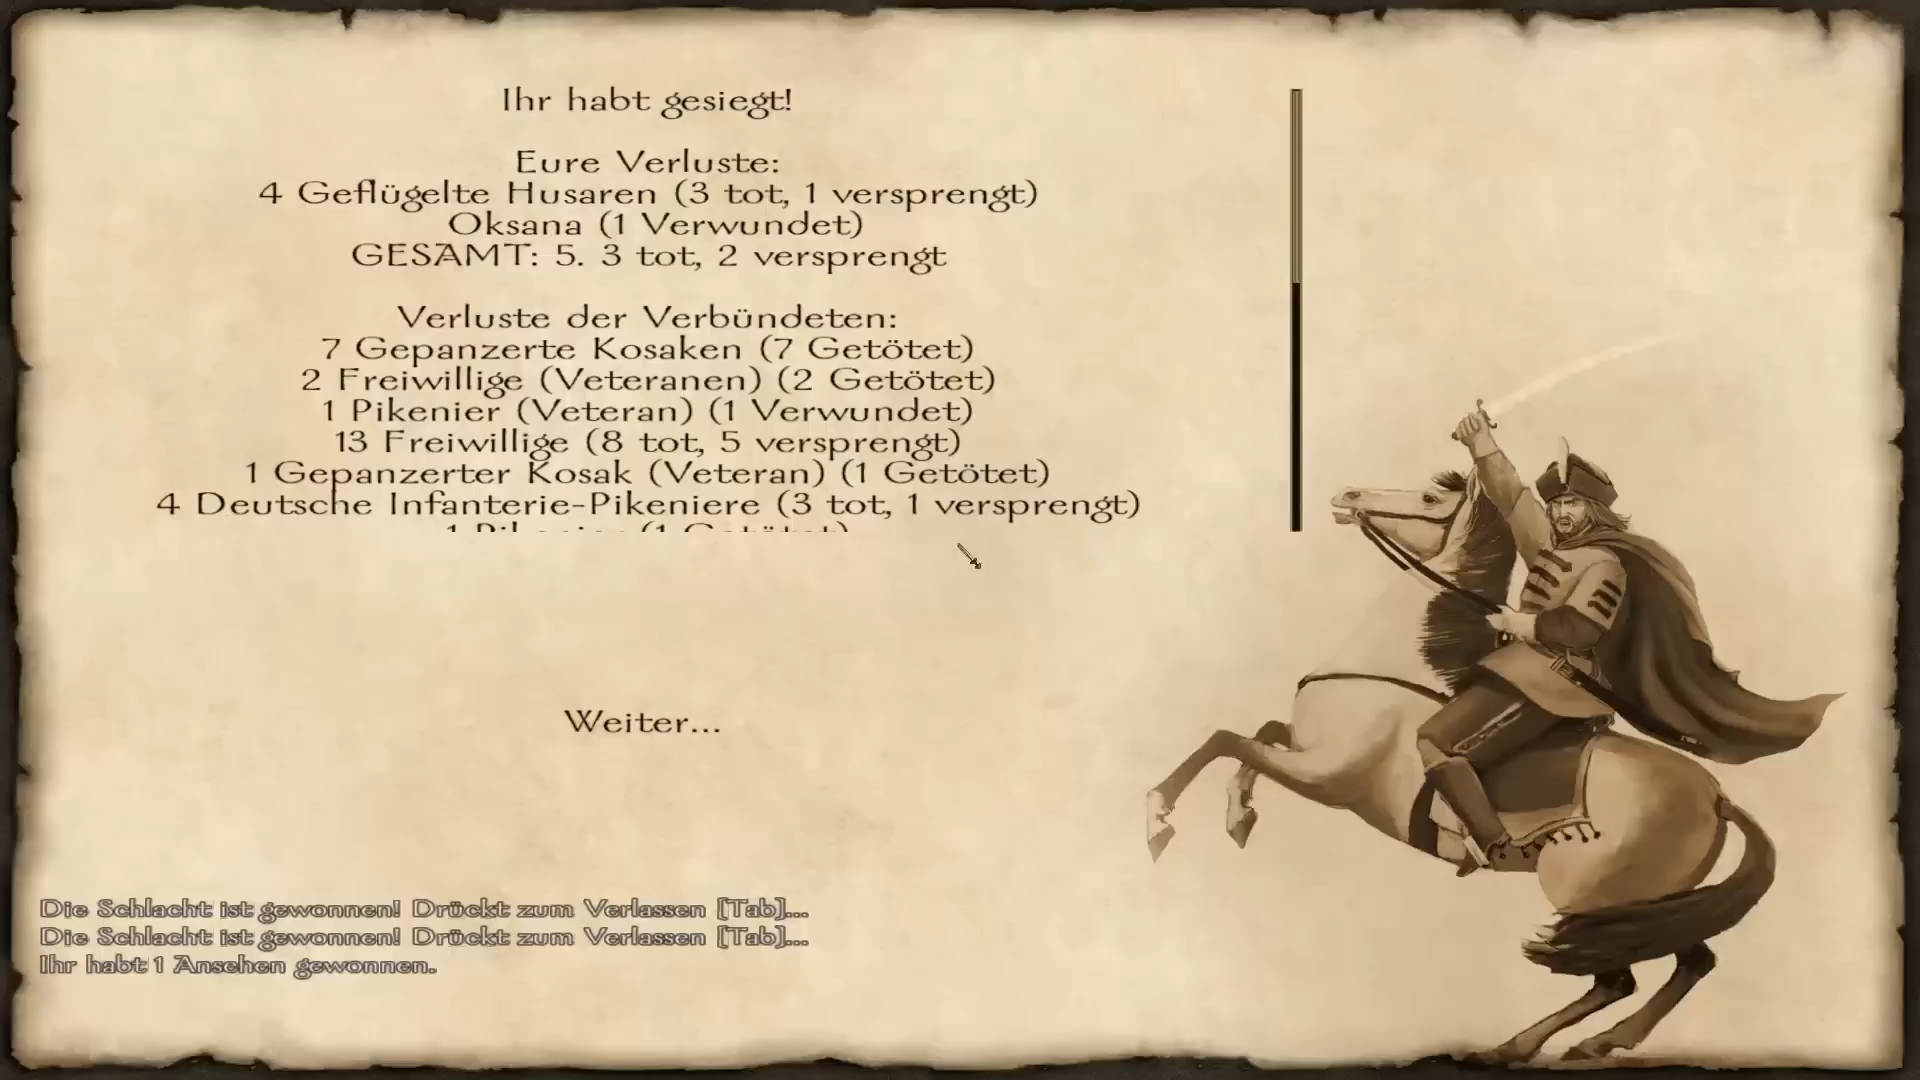 Ihr habt gesiegt!
Eure Verluste:
4 Geflügelte Husaren (3 tot, 1 versprengt)
Oksana (1 Verwundet)
GESAMT: 5. 3 tot, 2 versprengt
Verluste der Verbündeten:
7 Gepanzerte Kosaken (7 Getötet)
2 Freiwillige (Veteranen) (2 Getötet)
1 Pikenier (Veteran) (1 Verwundet)
13 Freiwillige (8 tot, 5 versprengt)
1 Gepanzerter Kosak (Veteran) (1 Getötet)
4 Deutsche Infanterie-Pikeniere (3 tot, 1 versprengt)
1 Pikenier (1 Getötet)
Weiter...
Die Schlacht ist gewonnen! Drückt zum Verlassen [Tab]...
Die Schlacht ist gewonnen! Drückt zum Verlassen [Tab]...
Ihr habt 1 Ansehen gewonnen.